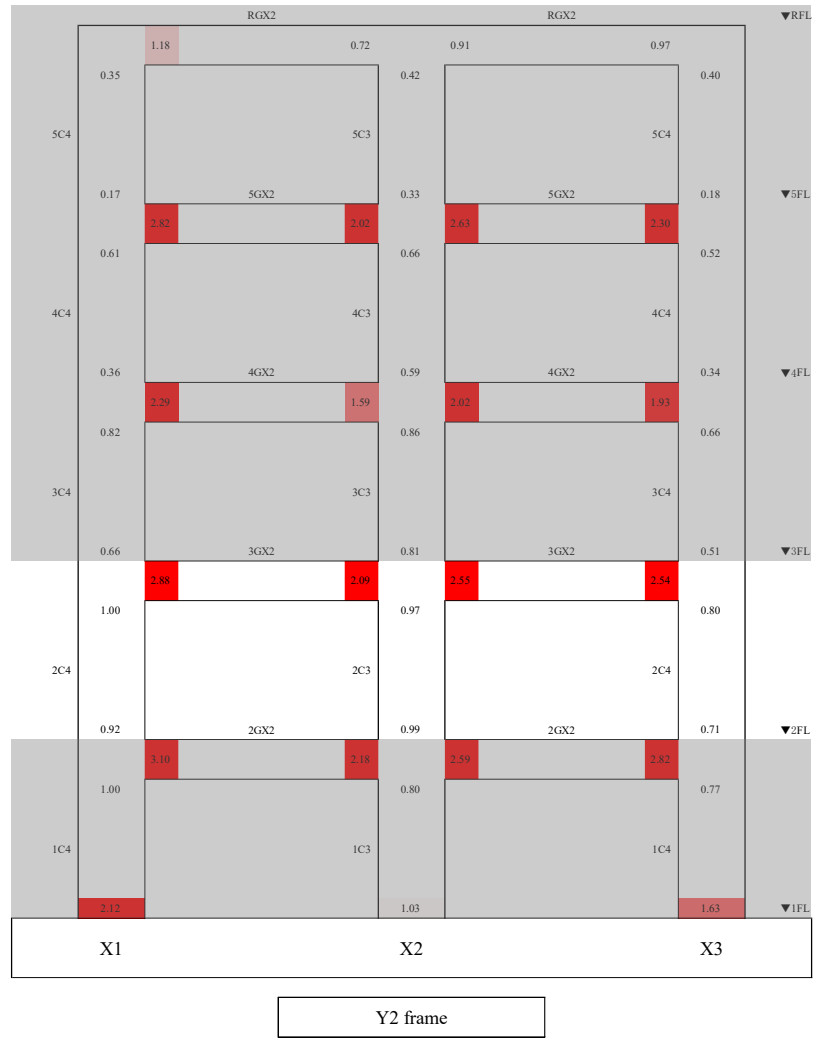 RGX2 RGX2 ▼RFL
1.18 0.72 0.91 0.97
0.35 0.42 0.40
5C4 5C3 5C4
0.17 5GX2 0.33 5GX2 0.18 ▼5FL
2.82 2.02 2.63 2.30
0.61 0.66 0.52
4C4 4C3 4C4
0.36 4GX2 0.59 4GX2 0.34 ▼4FL
2.29 1.59 2.02 1.93
0.82 0.86 0.66
3C4 3C3 3C4
0.66 3GX2 0.81 3GX2 0.51 ▼3FL
2.88 2.09 2.55 2.54
1.00 0.97 0.80
2C4 2C3 2C4
0.92 2GX2 0.99 2GX2 0.71 ▼2FL
3.10 2.18 2.59 2.82
1.00 0.80 0.77
1C4 1C3 1C4
2.12 1.03 1.63 ▼1FL
X1 X2 X3
Y2 frame